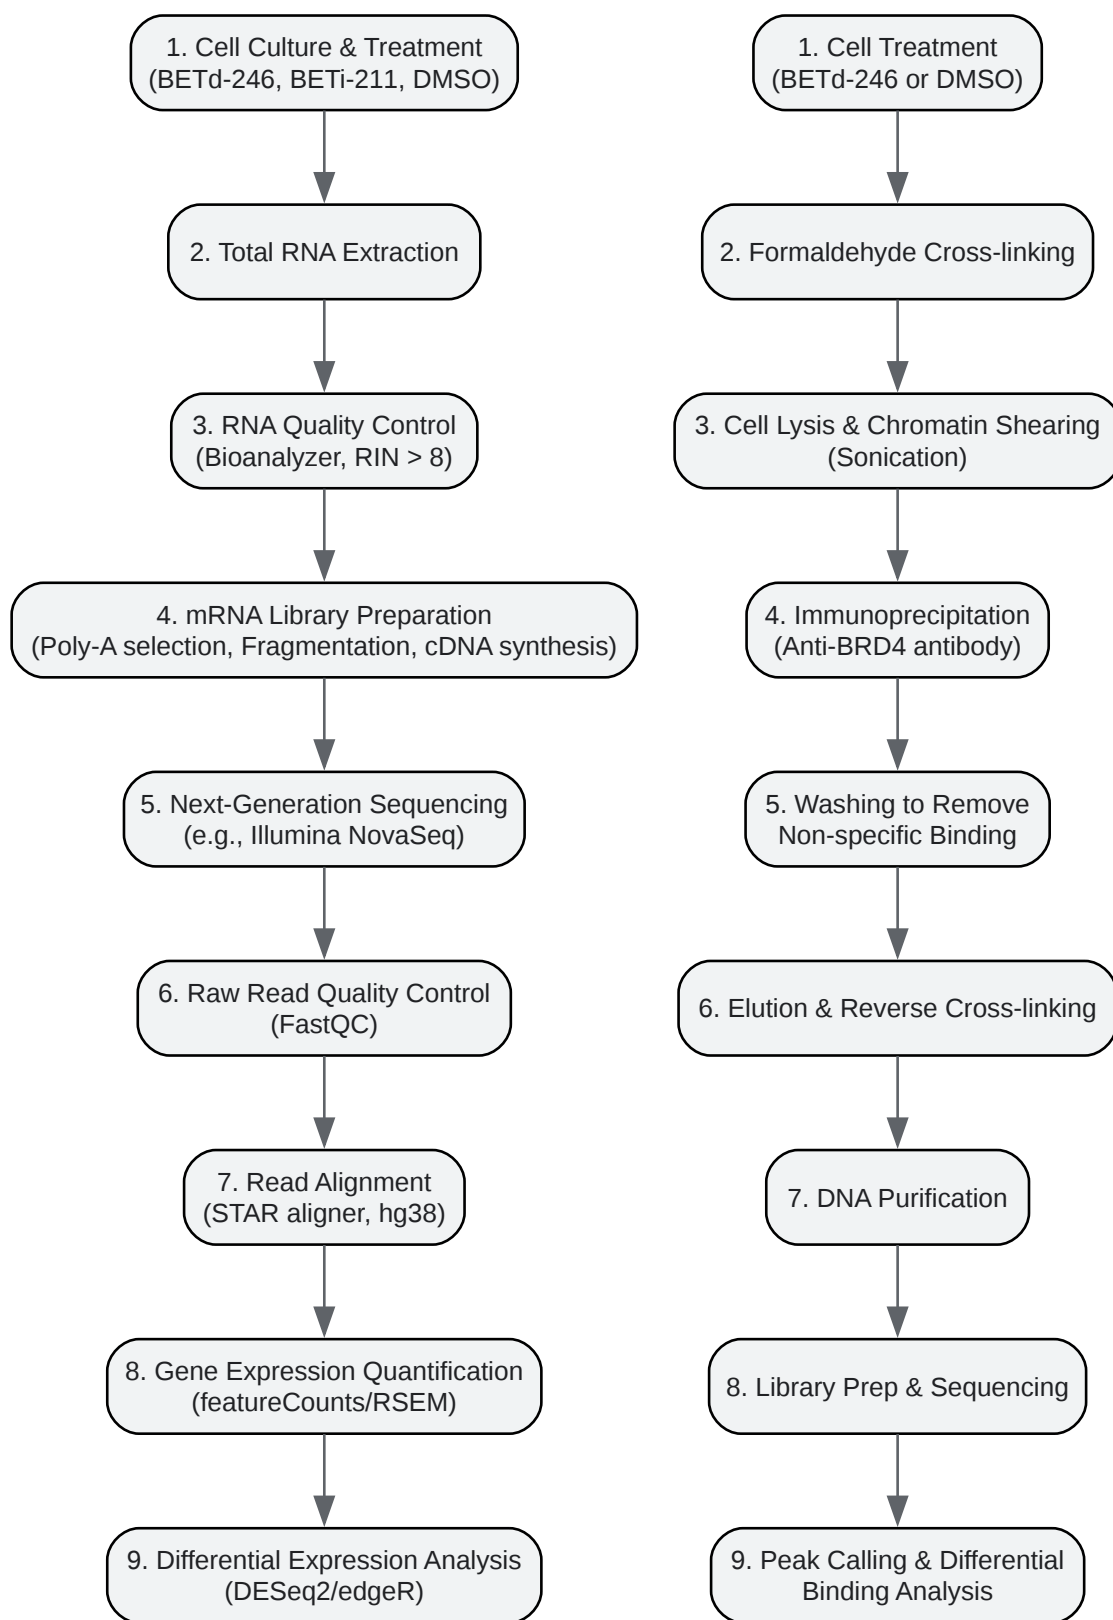 1. Cell Culture & Treatment
(BETd-246, BETi-211, DMSO)
2. Total RNA Extraction
3. RNA Quality Control
(Bioanalyzer, RIN > 8)
4. mRNA Library Preparation
(Poly-A selection, Fragmentation, cDNA synthesis)
5. Next-Generation Sequencing
(e.g., Illumina NovaSeq)
6. Raw Read Quality Control
(FastQC)
7. Read Alignment
(STAR aligner, hg38)
8. Gene Expression Quantification
(featureCounts/RSEM)
9. Differential Expression Analysis
(DESeq2/edgeR)
1. Cell Treatment
(BETd-246 or DMSO)
2. Formaldehyde Cross-linking
3. Cell Lysis & Chromatin Shearing
(Sonication)
4. Immunoprecipitation
(Anti-BRD4 antibody)
5. Washing to Remove
Non-specific Binding
6. Elution & Reverse Cross-linking
7. DNA Purification
8. Library Prep & Sequencing
9. Peak Calling & Differential
Binding Analysis